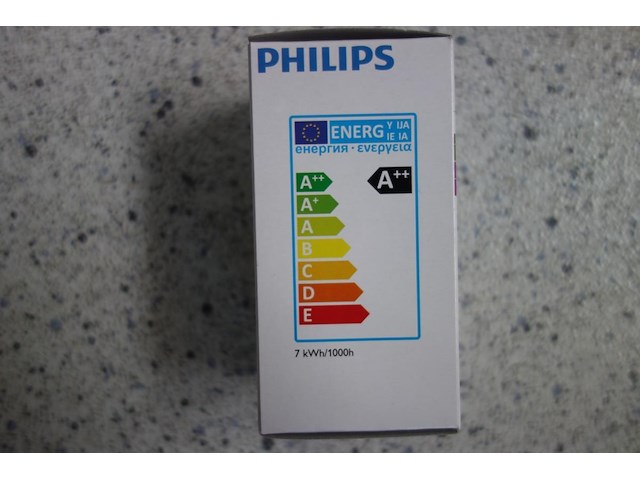 PHILIPS
ENERG Y IJA
IE IA
енергия · ενεργεια
A++ A++
A+
A
B
C
D
E
7 kWh/1000h